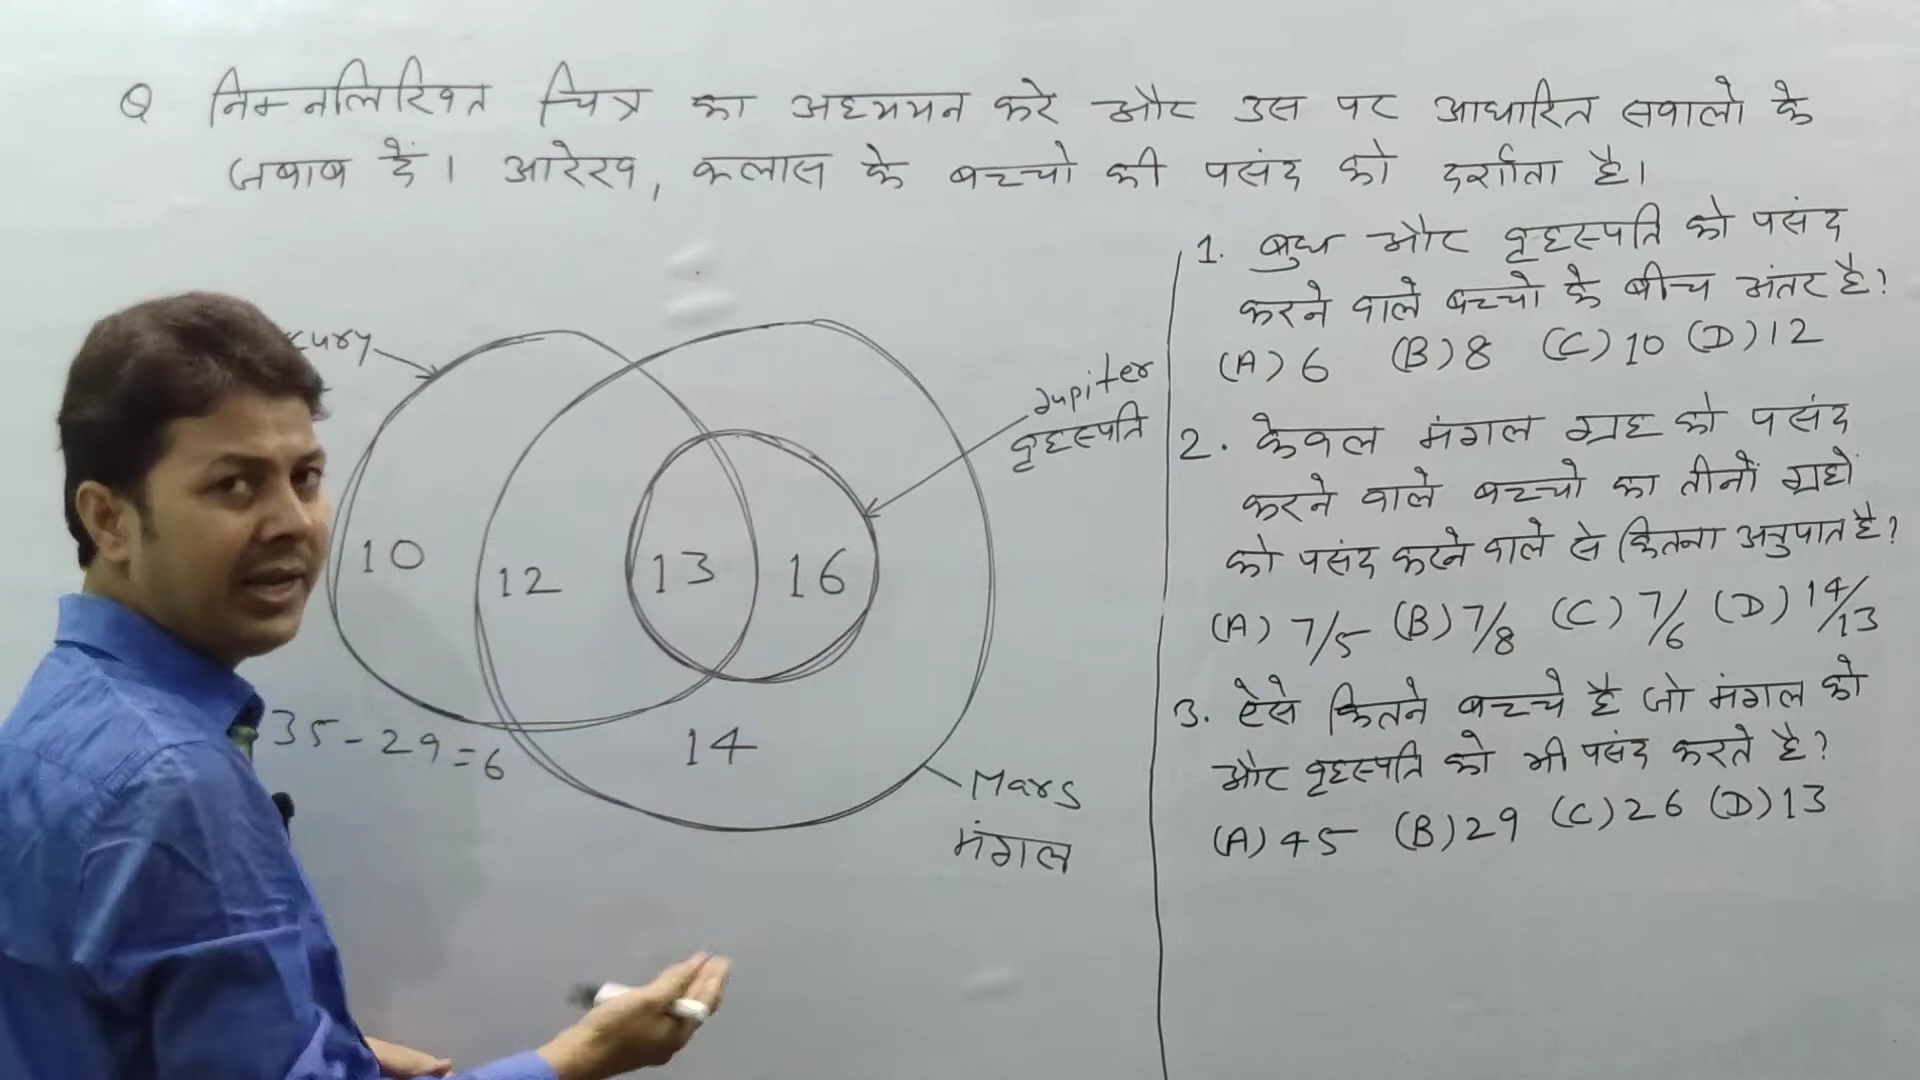 Q निम्नलिखित चित्र का अध्ययन करे और उस पर आधारित सवालो के
जबाब दें। आरेख, कलास के बच्चो की पसंद को दर्शाता है।
1. बुध और वृहस्पति को पसंद
करने वाले बच्चो के बीच अंतर है?
(A) 6 (B) 8 (C) 10 (D) 12
2. केवल मंगल ग्रह को पसंद
करने वाले बच्चो का तीनों ग्रहो
को पसंद करने वाले से कितना अनुपात है?
(A) 7/5 (B) 7/8 (C) 7/6 (D) 14/13
3. ऐसे कितने बच्चे है जो मंगल को
और वृहस्पति को भी पसंद करते है?
(A) 45 (B) 29 (C) 26 (D) 13
cury
Jupiter
वृहस्पति
10
12
13
16
14
35 - 29 = 6
Mars
मंगल